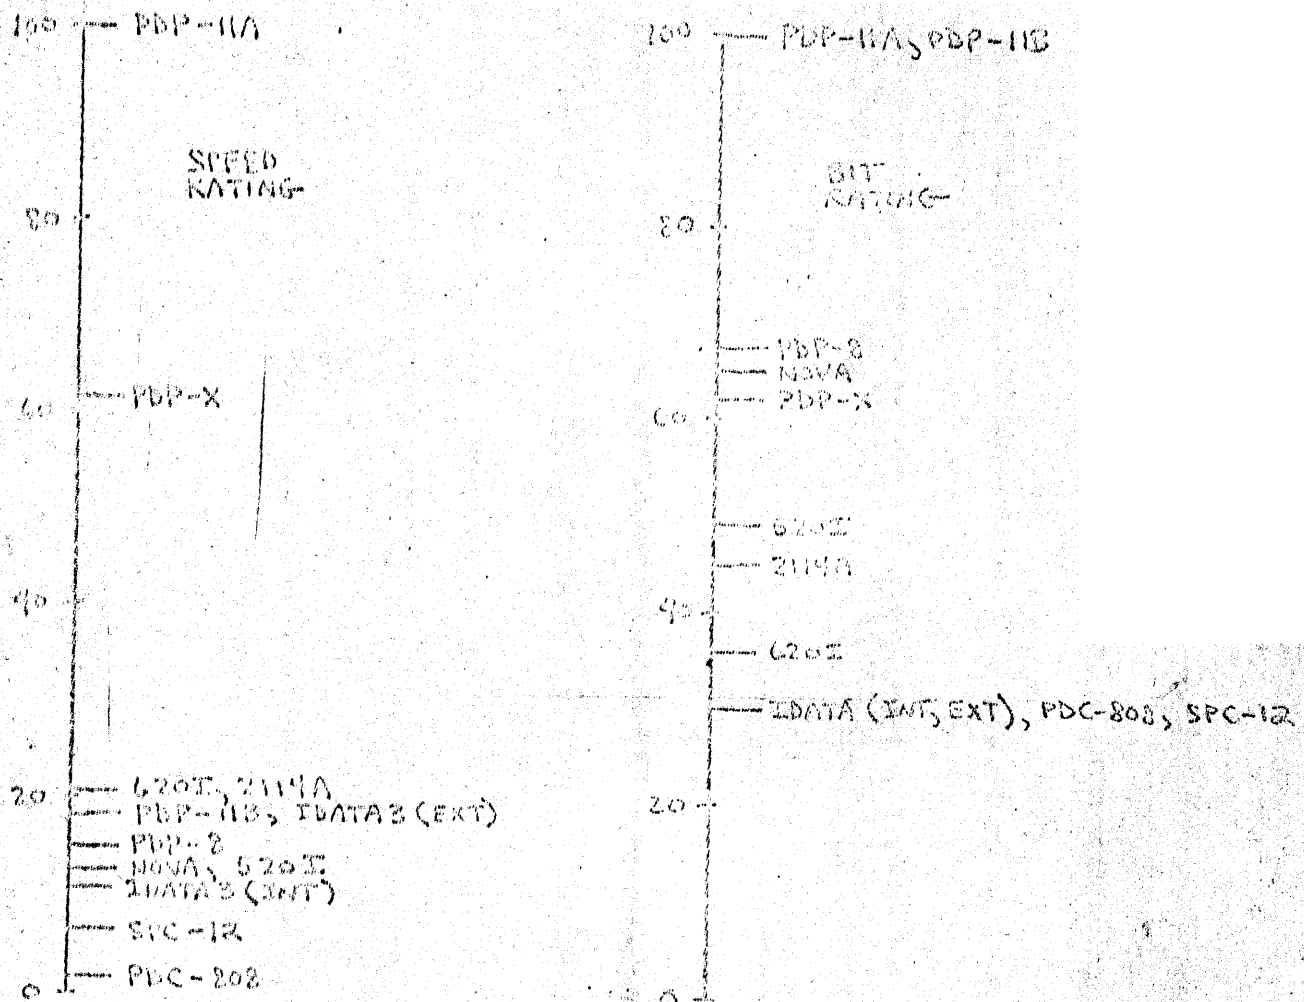 100 PDP-11A
SPEED
RATING
80
PDP-X
60
40
20 620I, 2114A
PDP-11B, IDATA3 (EXT)
PDP-8
NOVA, 520I
IDATA3 (INT)
SPC-12
PDC-808
0
100 PDP-11A, PDP-11B
BIT
RATING
80
PDP-8
NOVA
PDP-X
60
520I
2114A
40
620I
IDATA (INT, EXT), PDC-808, SPC-12
20
0